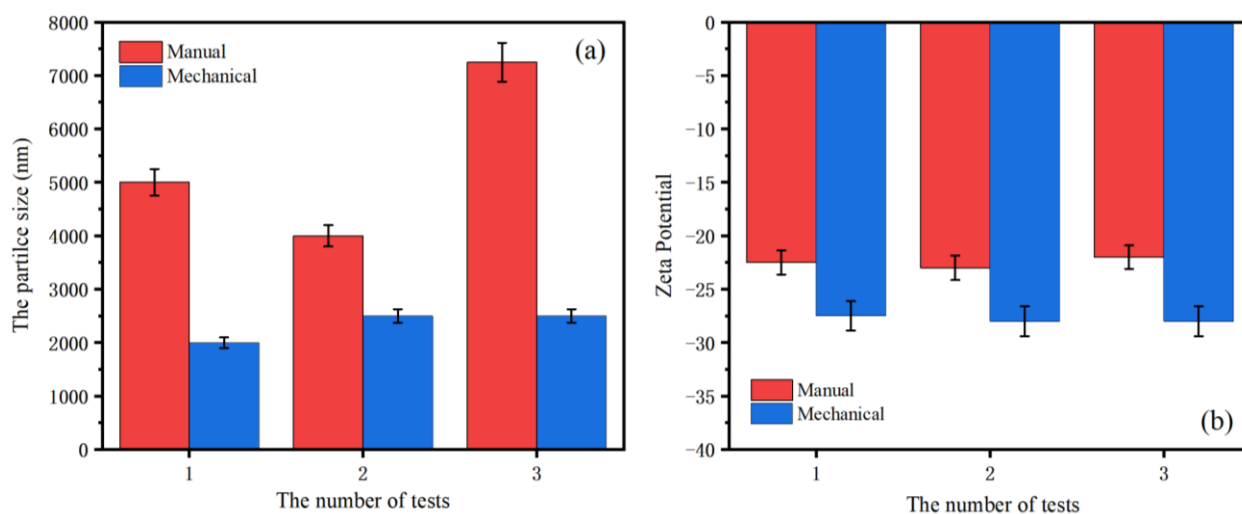 The partilce size (nm)
8000
7000
6000
5000
4000
3000
2000
1000
0
Manual
Mechanical
(a)
1 2 3
The number of tests
Zeta Potential
0
−5
−10
−15
−20
−25
−30
−35
−40
Manual
Mechanical
(b)
1 2 3
The number of tests